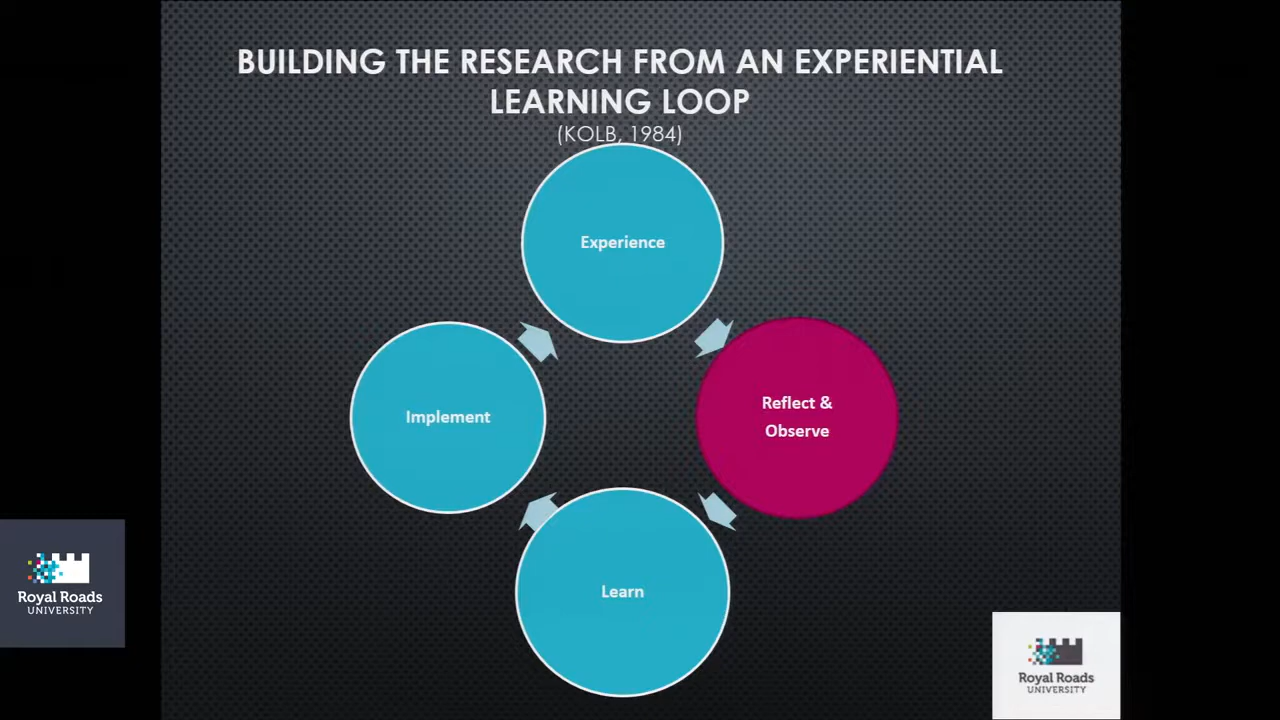 BUILDING THE RESEARCH FROM AN EXPERIENTIAL
LEARNING LOOP
(KOLB, 1984)
Experience
Reflect &
Observe
Implement
Learn
Royal Roads
UNIVERSITY
Royal Roads
UNIVERSITY